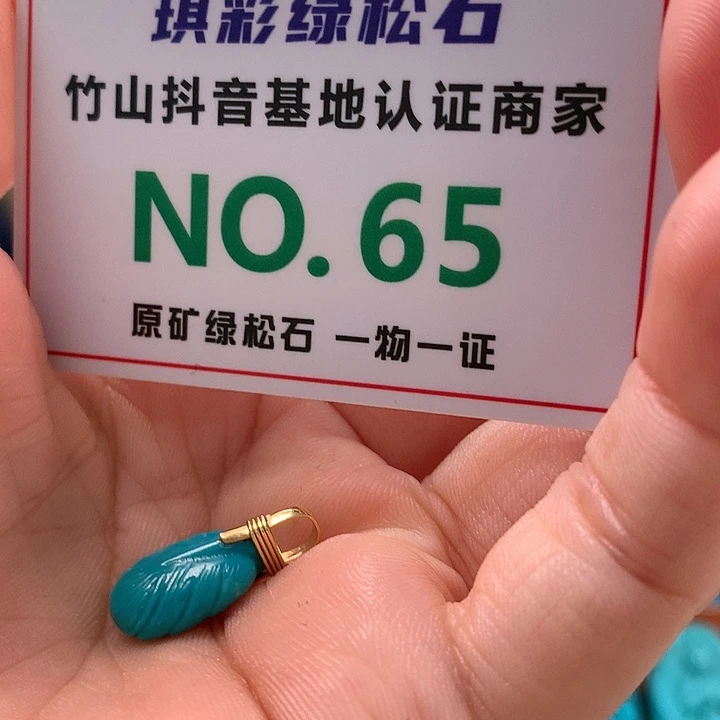 琪彩绿松石
竹山抖音基地认证商家
NO.65
原矿绿松石 一物一证